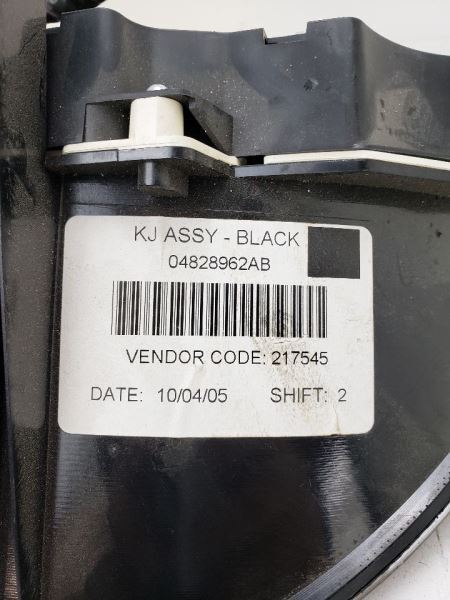 KJ ASSY - BLACK
04828962AB
VENDOR CODE: 217545
DATE: 10/04/05 SHIFT: 2